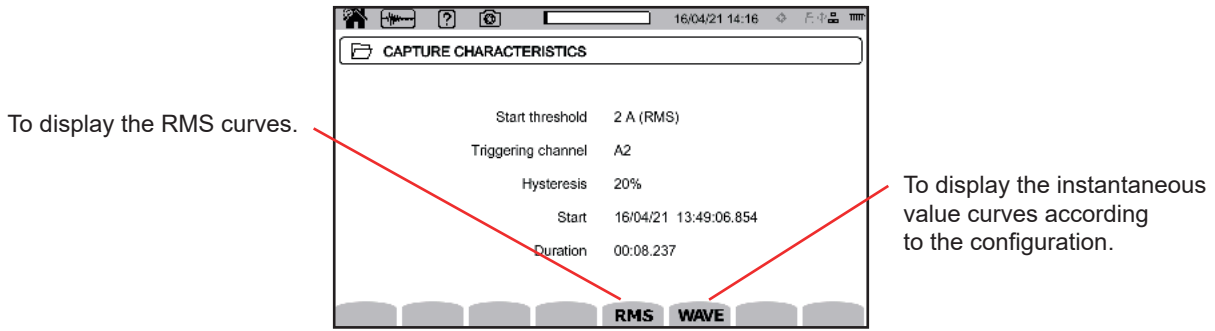 ?
16/04/21 14:16
CAPTURE CHARACTERISTICS
To display the RMS curves.
Start threshold 2 A (RMS)
Triggering channel A2
Hysteresis 20%
Start 16/04/21 13:49:06.854
Duration 00:08.237
To display the instantaneous
value curves according
to the configuration.
RMS WAVE